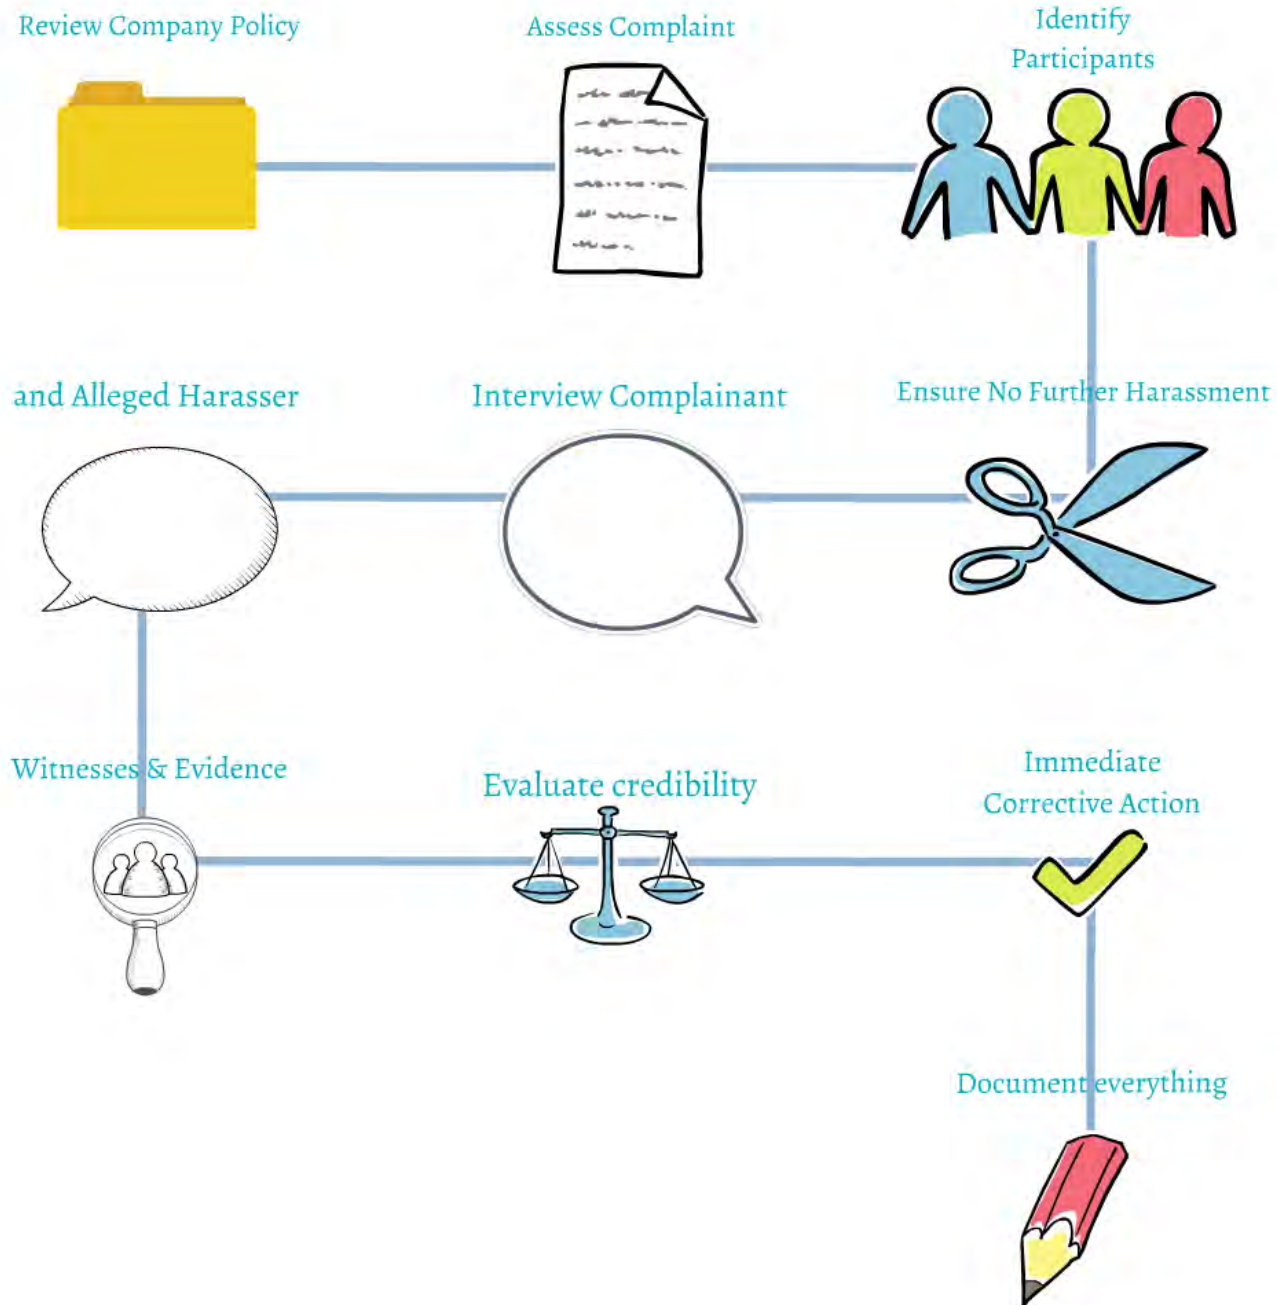 Review Company Policy
Assess Complaint
Identify
Participants
Ensure No Further Harassment
Interview Complainant
and Alleged Harasser
Witnesses & Evidence
Evaluate credibility
Immediate
Corrective Action
Document everything